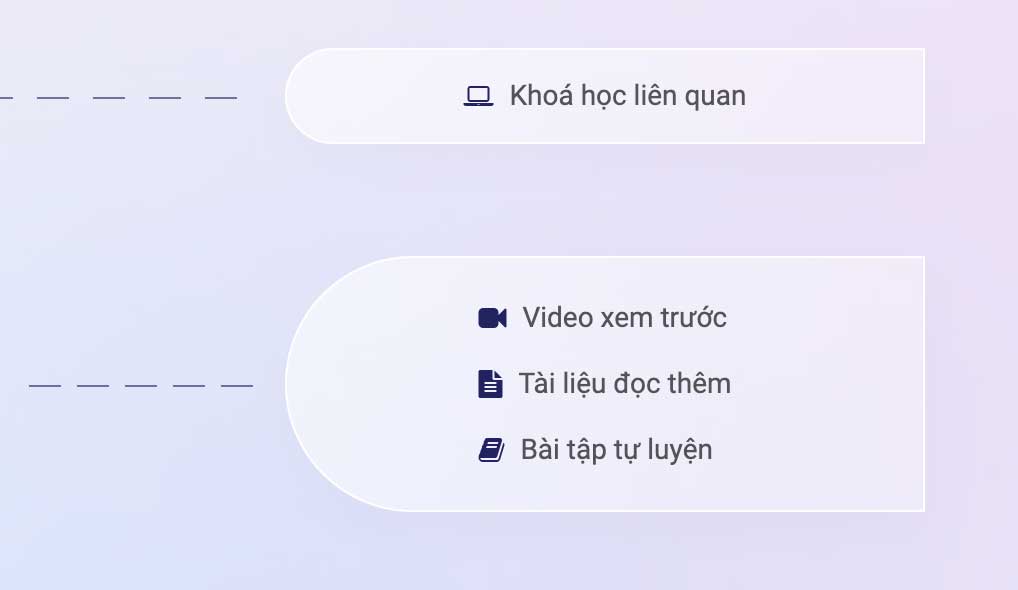 Khoá học liên quan
Video xem trước
Tài liệu đọc thêm
Bài tập tự luyện